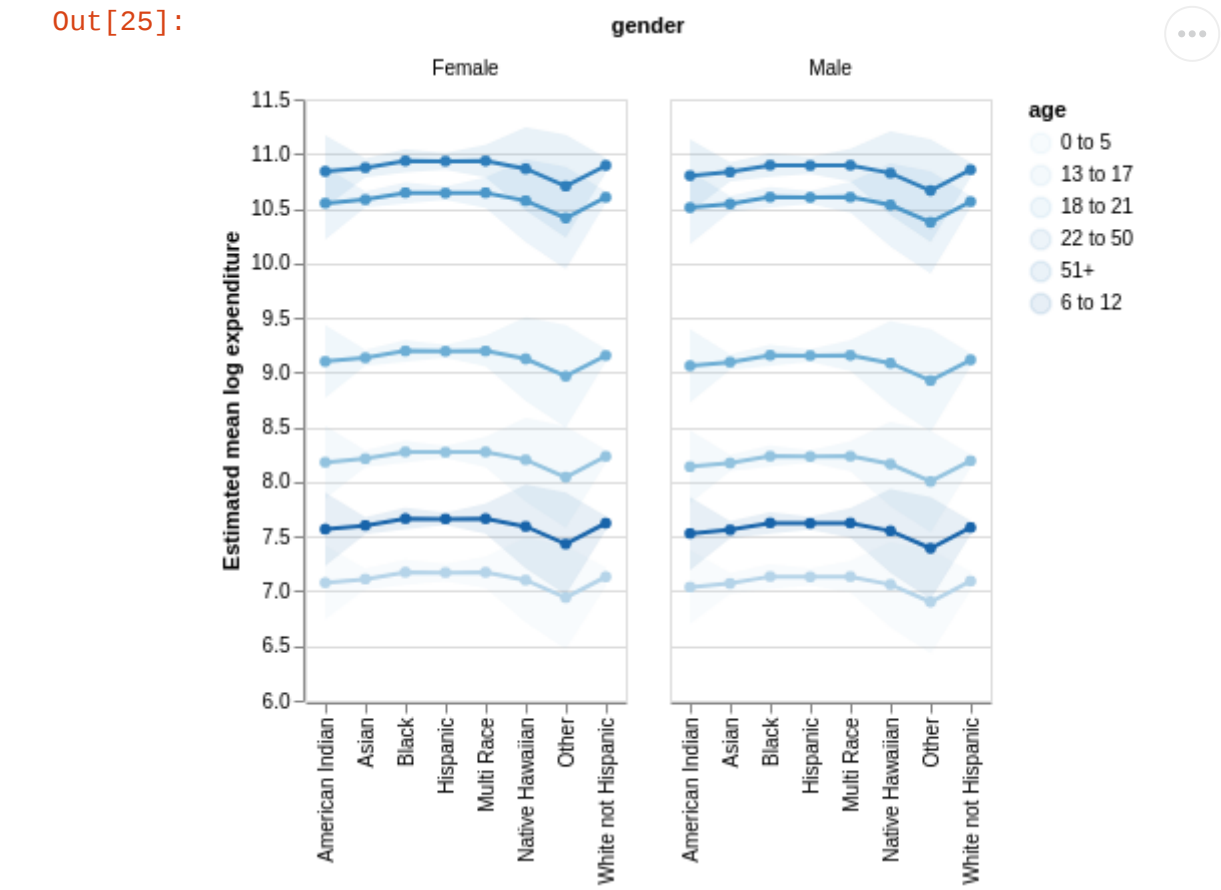 Out[25]:
gender
Female
Male
11.5
11.0
10.5
10.0
9.5
9.0
8.5
8.0
7.5
7.0
6.5
6.0
Estimated mean log expenditure
American Indian
Asian
Black
Hispanic
Multi Race
Native Hawaiian
Other
White not Hispanic
American Indian
Asian
Black
Hispanic
Multi Race
Native Hawaiian
Other
White not Hispanic
age
0 to 5
13 to 17
18 to 21
22 to 50
51+
6 to 12